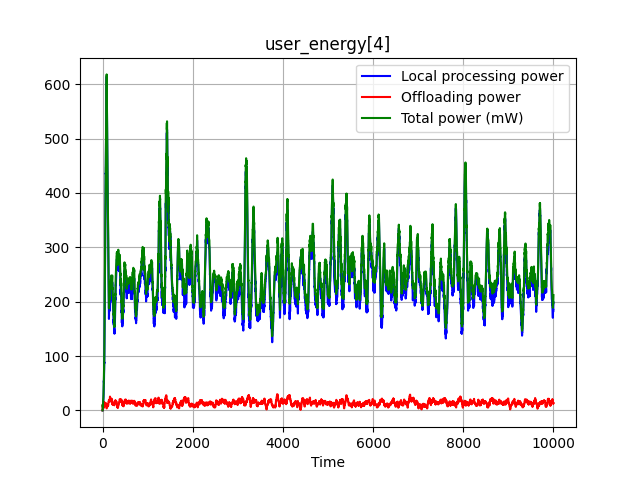 user_energy[4]
Local processing power
Offloading power
Total power (mW)
600
500
400
300
200
100
0
0 2000 4000 6000 8000 10000
Time